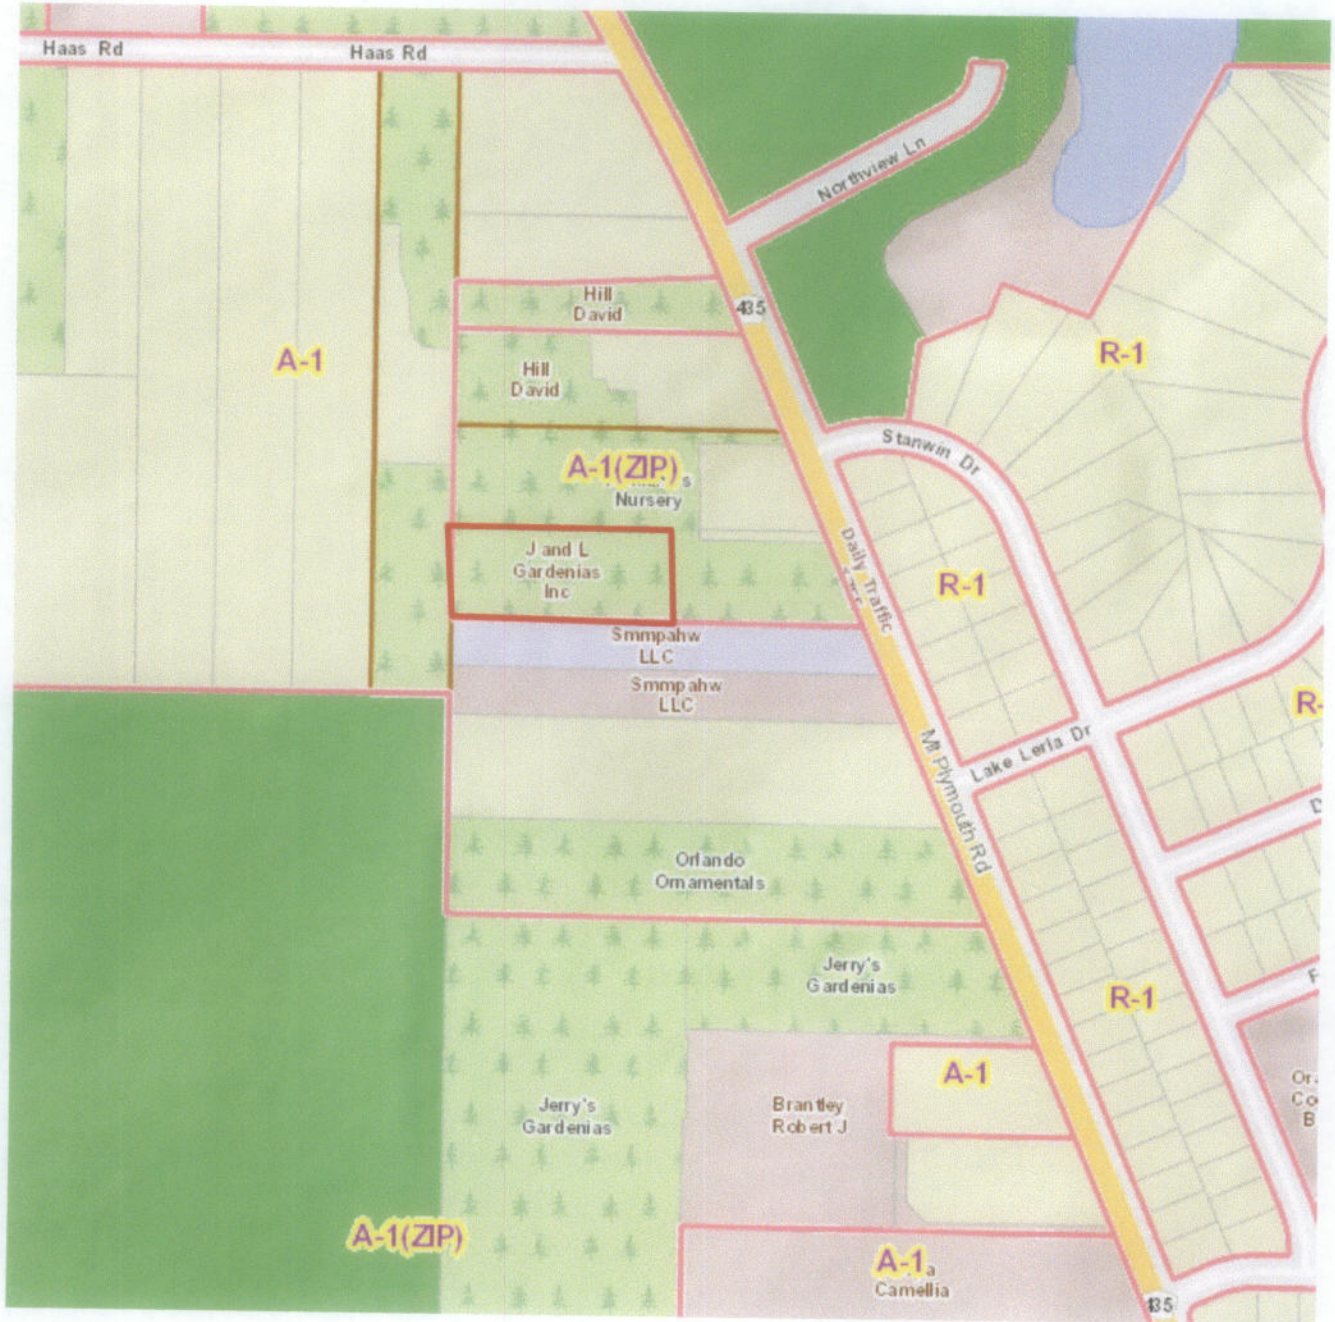 Haas Rd
Haas Rd
Northview Ln
Hill
David
435
A-1
R-1
Hill
David
Stanwin Dr
A-1(ZIP)
Nursery
J and L
Gardenias
Inc
Daily Traffic
R-1
Smmpahw
LLC
Smmpahw
LLC
R-
Lake Lerla Dr
Mt Plymouth Rd
D
Orlando
Ornamentals
Jerry's
Gardenias
F
R-1
A-1
Jerry's
Gardenias
Brantley
Robert J
Or
Co
B
A-1(ZIP)
A-1
a
Camellia
435